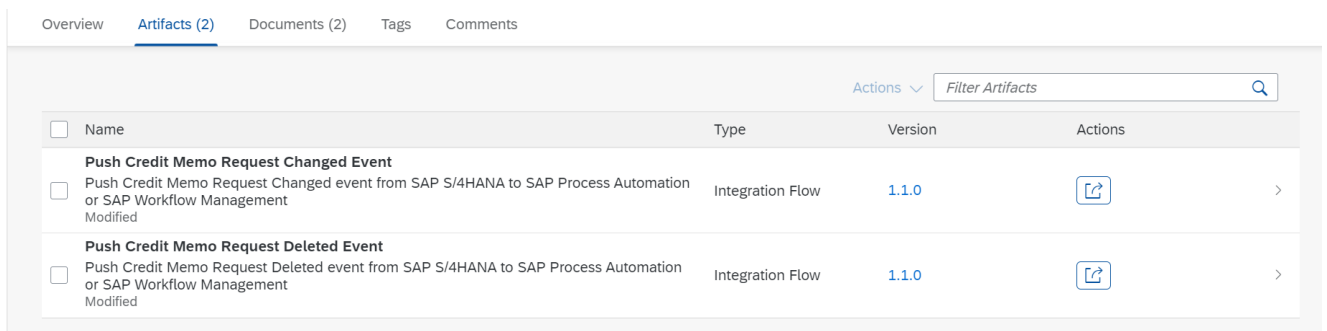 Overview Artifacts (2) Documents (2) Tags Comments
Actions Filter Artifacts
Name Type Version Actions
Push Credit Memo Request Changed Event
Push Credit Memo Request Changed event from SAP S/4HANA to SAP Process Automation
or SAP Workflow Management
Modified
Integration Flow 1.1.0
Push Credit Memo Request Deleted Event
Push Credit Memo Request Deleted event from SAP S/4HANA to SAP Process Automation
or SAP Workflow Management
Modified
Integration Flow 1.1.0